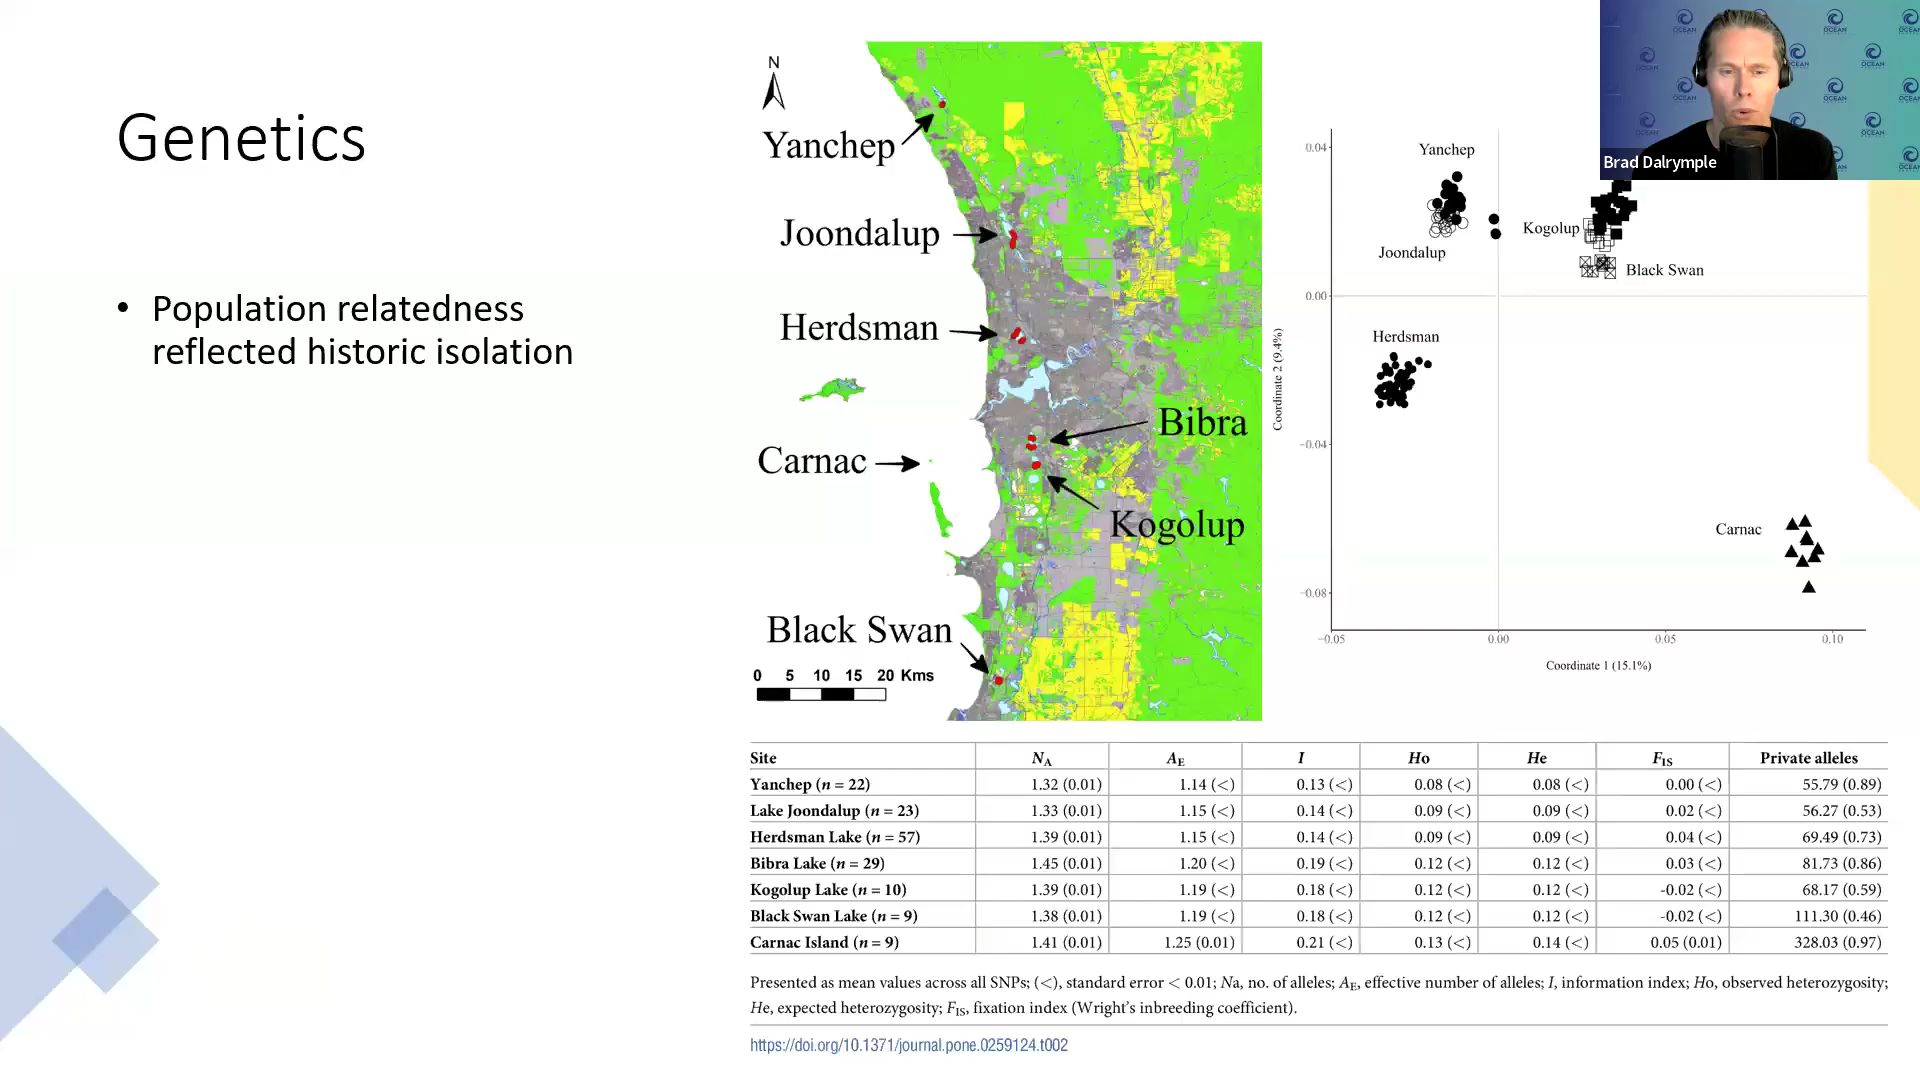 Genetics
• Population relatedness
reflected historic isolation
N
Yanchep
Joondalup
Herdsman
Carnac
Bibra
Kogolup
Black Swan
0 5 10 15 20 Kms
0.04
0.00
−0.04
−0.08
−0.05 0.00 0.05 0.10
Coordinate 2 (9.4%)
Coordinate 1 (15.1%)
Yanchep
Joondalup
Kogolup
Black Swan
Herdsman
Carnac
OCEAN
OCEAN
OCEAN
OCEAN
OCEAN
OCEAN
Brad Dalrymple
Site NA AE I Ho He FIS Private alleles
Yanchep (n = 22) 1.32 (0.01) 1.14 (<) 0.13 (<) 0.08 (<) 0.08 (<) 0.00 (<) 55.79 (0.89)
Lake Joondalup (n = 23) 1.33 (0.01) 1.15 (<) 0.14 (<) 0.09 (<) 0.09 (<) 0.02 (<) 56.27 (0.53)
Herdsman Lake (n = 57) 1.39 (0.01) 1.15 (<) 0.14 (<) 0.09 (<) 0.09 (<) 0.04 (<) 69.49 (0.73)
Bibra Lake (n = 29) 1.45 (0.01) 1.20 (<) 0.19 (<) 0.12 (<) 0.12 (<) 0.03 (<) 81.73 (0.86)
Kogolup Lake (n = 10) 1.39 (0.01) 1.19 (<) 0.18 (<) 0.12 (<) 0.12 (<) -0.02 (<) 68.17 (0.59)
Black Swan Lake (n = 9) 1.38 (0.01) 1.19 (<) 0.18 (<) 0.12 (<) 0.12 (<) -0.02 (<) 111.30 (0.46)
Carnac Island (n = 9) 1.41 (0.01) 1.25 (0.01) 0.21 (<) 0.13 (<) 0.14 (<) 0.05 (0.01) 328.03 (0.97)
Presented as mean values across all SNPs; (<), standard error < 0.01; Na, no. of alleles; AE, effective number of alleles; I, information index; Ho, observed heterozygosity;
He, expected heterozygosity; FIS, fixation index (Wright's inbreeding coefficient).
https://doi.org/10.1371/journal.pone.0259124.t002